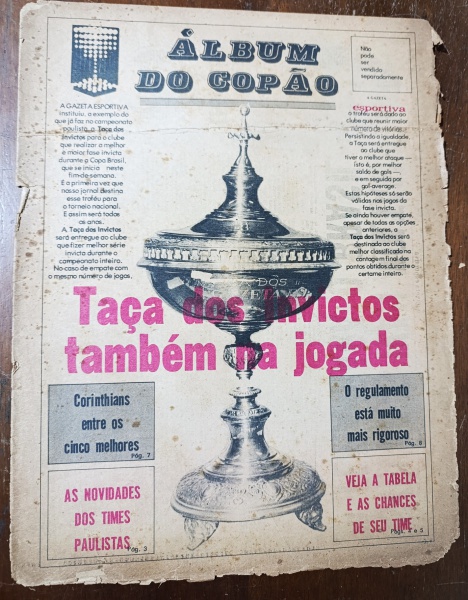 ÁLBUM
DO COPÃO
Não
pode
ser
vendido
separadamente
A GAZETA ESPORTIVA
instituiu, a exemplo do
que já faz no campeonato
paulista, a Taça dos
Invictos para o clube
que realizar a melhor
e maior fase invicta
durante a Copa Brasil,
que se inicia neste
fim-de-semana.
É a primeira vez que
nosso jornal destina
esse troféu para
o torneio nacional.
E assim será todos
os anos.
A Taça dos Invictos
será entregue ao clube
que fizer melhor série
invicta durante o
campeonato inteiro.
No caso de empate com
o mesmo número de jogos,
A GAZETA
esportiva
o troféu será dado ao
clube que reunir maior
número de vitórias.
Persistindo a igualdade,
a Taça será entregue
ao clube que
tiver o melhor ataque —
isto é, por melhor
saldo de gols —
e em seguida por
gol-average.
Estas hipóteses só serão
válidas nos jogos da
fase invicta.
Se ainda houver empate,
apesar de todas as opções
anteriores, a
Taça dos Invictos será
destinada ao clube
melhor classificado na
contagem final dos
pontos obtidos durante o
certame inteiro.
Taça dos Invictos
também na jogada
Corinthians
entre os
cinco melhores
Pág. 7
O regulamento
está muito
mais rigoroso
Pág. 8
AS NOVIDADES
DOS TIMES
PAULISTAS
Pág. 3
VEJA A TABELA
E AS CHANCES
DE SEU TIME
Págs. 4 e 5